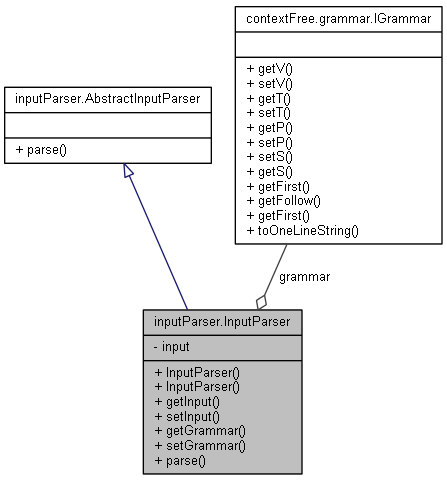 contextFree.grammar.IGrammar
+ getV()
+ setV()
+ getT()
+ setT()
+ getP()
+ setP()
+ setS()
+ getS()
+ getFirst()
+ getFollow()
+ getFirst()
+ toOneLineString()
inputParser.AbstractInputParser
+ parse()
grammar
inputParser.InputParser
- input
+ InputParser()
+ InputParser()
+ getInput()
+ setInput()
+ getGrammar()
+ setGrammar()
+ parse()